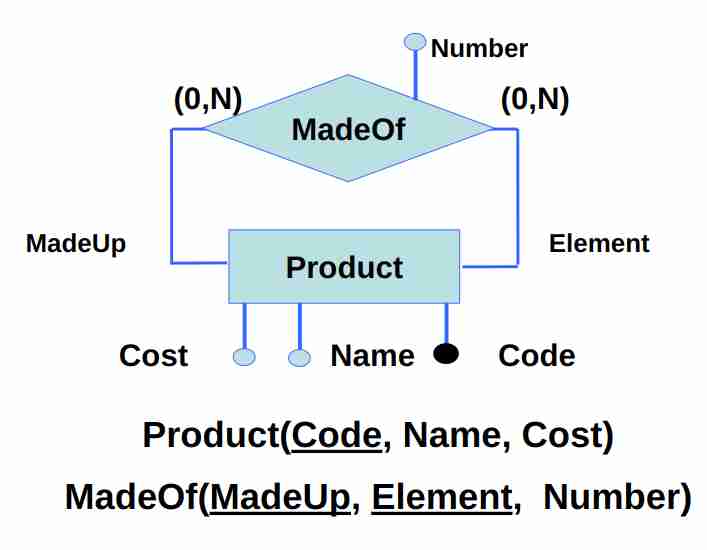 Number
(0,N) (0,N)
MadeOf
MadeUp Element
Product
Cost Name Code
Product(Code, Name, Cost)
MadeOf(MadeUp, Element, Number)